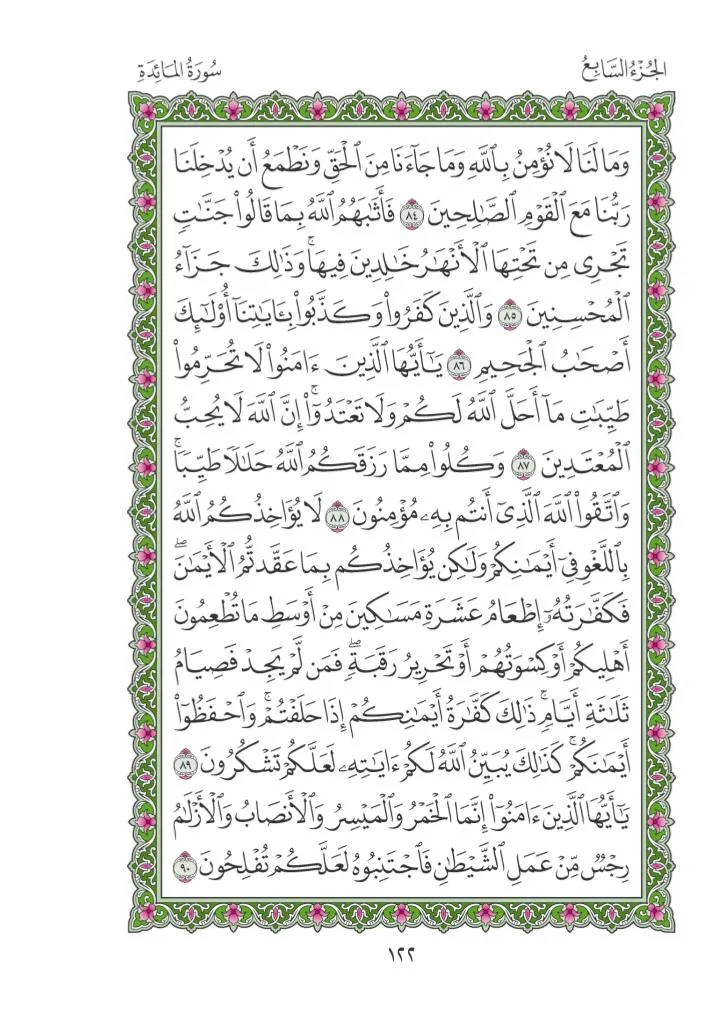 الجُزْءُ السَّابِعُ
سُورَةُ المَائِدَةِ
وَمَا لَنَا لَا نُؤْمِنُ بِٱللَّهِ وَمَا جَآءَنَا مِنَ ٱلْحَقِّ وَنَطْمَعُ أَن يُدْخِلَنَا
رَبُّنَا مَعَ ٱلْقَوْمِ ٱلصَّٰلِحِينَ ٨٤ فَأَثَٰبَهُمُ ٱللَّهُ بِمَا قَالُوا۟ جَنَّٰتٍ
تَجْرِى مِن تَحْتِهَا ٱلْأَنْهَٰرُ خَٰلِدِينَ فِيهَا ۚ وَذَٰلِكَ جَزَآءُ
ٱلْمُحْسِنِينَ ٨٥ وَٱلَّذِينَ كَفَرُوا۟ وَكَذَّبُوا۟ بِـَٔايَٰتِنَآ أُو۟لَٰٓئِكَ
أَصْحَٰبُ ٱلْجَحِيمِ ٨٦ يَٰٓأَيُّهَا ٱلَّذِينَ ءَامَنُوا۟ لَا تُحَرِّمُوا۟
طَيِّبَٰتِ مَآ أَحَلَّ ٱللَّهُ لَكُمْ وَلَا تَعْتَدُوٓا۟ ۚ إِنَّ ٱللَّهَ لَا يُحِبُّ
ٱلْمُعْتَدِينَ ٨٧ وَكُلُوا۟ مِمَّا رَزَقَكُمُ ٱللَّهُ حَلَٰلًا طَيِّبًا ۚ
وَٱتَّقُوا۟ ٱللَّهَ ٱلَّذِىٓ أَنتُم بِهِۦ مُؤْمِنُونَ ٨٨ لَا يُؤَاخِذُكُمُ ٱللَّهُ
بِٱللَّغْوِ فِىٓ أَيْمَٰنِكُمْ وَلَٰكِن يُؤَاخِذُكُم بِمَا عَقَّدتُّمُ ٱلْأَيْمَٰنَ ۖ
فَكَفَّٰرَتُهُۥٓ إِطْعَامُ عَشَرَةِ مَسَٰكِينَ مِنْ أَوْسَطِ مَا تُطْعِمُونَ
أَهْلِيكُمْ أَوْ كِسْوَتُهُمْ أَوْ تَحْرِيرُ رَقَبَةٍ ۖ فَمَن لَّمْ يَجِدْ فَصِيَامُ
ثَلَٰثَةِ أَيَّامٍ ۚ ذَٰلِكَ كَفَّٰرَةُ أَيْمَٰنِكُمْ إِذَا حَلَفْتُمْ ۚ وَٱحْفَظُوٓا۟
أَيْمَٰنَكُمْ ۚ كَذَٰلِكَ يُبَيِّنُ ٱللَّهُ لَكُمْ ءَايَٰتِهِۦ لَعَلَّكُمْ تَشْكُرُونَ ٨٩
يَٰٓأَيُّهَا ٱلَّذِينَ ءَامَنُوٓا۟ إِنَّمَا ٱلْخَمْرُ وَٱلْمَيْسِرُ وَٱلْأَنصَابُ وَٱلْأَزْلَٰمُ
رِجْسٌ مِّنْ عَمَلِ ٱلشَّيْطَٰنِ فَٱجْتَنِبُوهُ لَعَلَّكُمْ تُفْلِحُونَ ٩٠
١٢٢